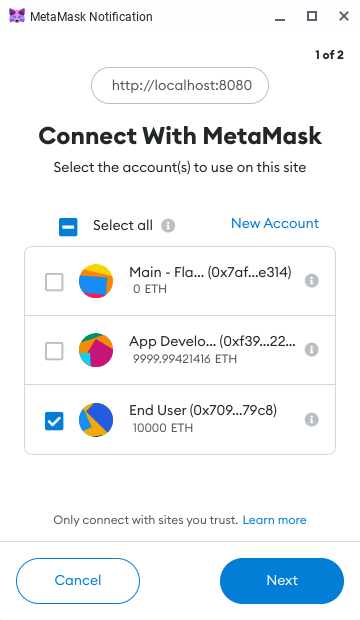 MetaMask Notification
1 of 2
http://localhost:8080
Connect With MetaMask
Select the account(s) to use on this site
Select all
New Account
Main - Fla... (0x7af...e314)
0 ETH
App Develo... (0xf39...22...
9999.99421416 ETH
End User (0x709...79c8)
10000 ETH
Only connect with sites you trust. Learn more
Cancel
Next